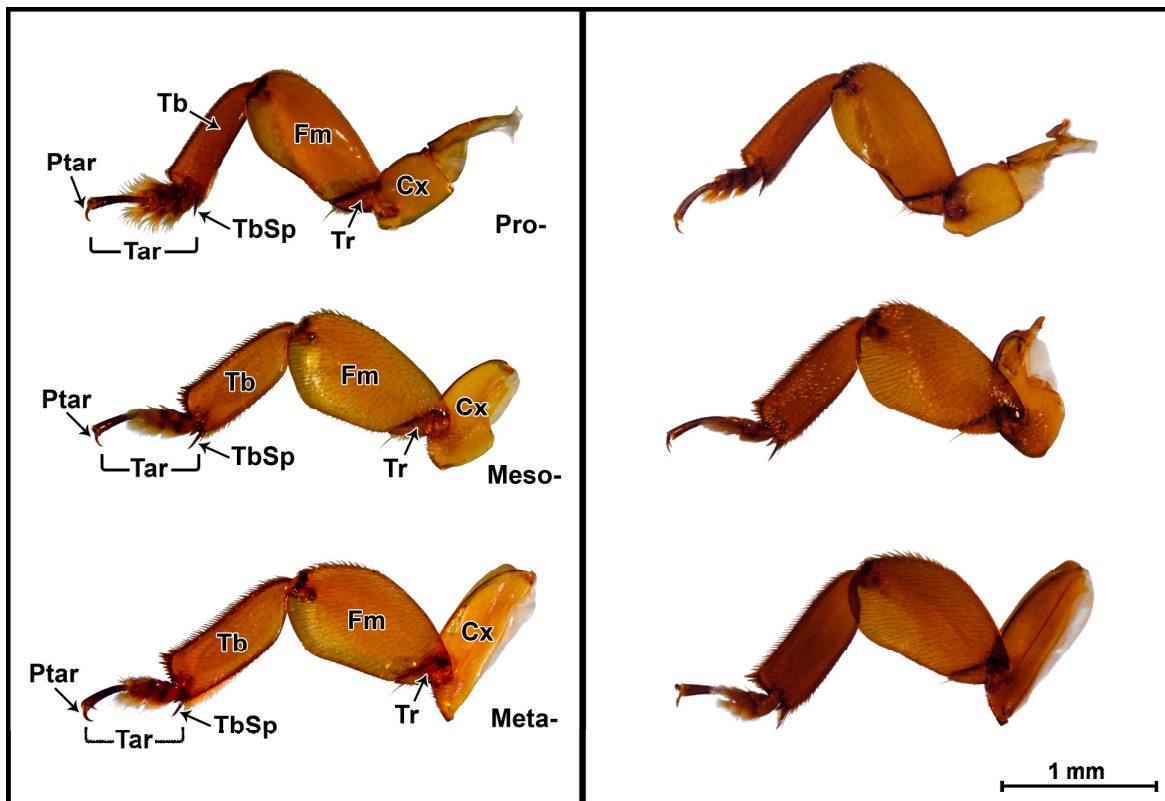 Tb
Fm
Ptar
Cx
TbSp
Tar
Tr
Pro-
Tb
Fm
Ptar
Cx
Tr
TbSp
Tar
Meso-
Fm
Tb
Cx
Ptar
Tr
TbSp
Meta-
Tar
1 mm